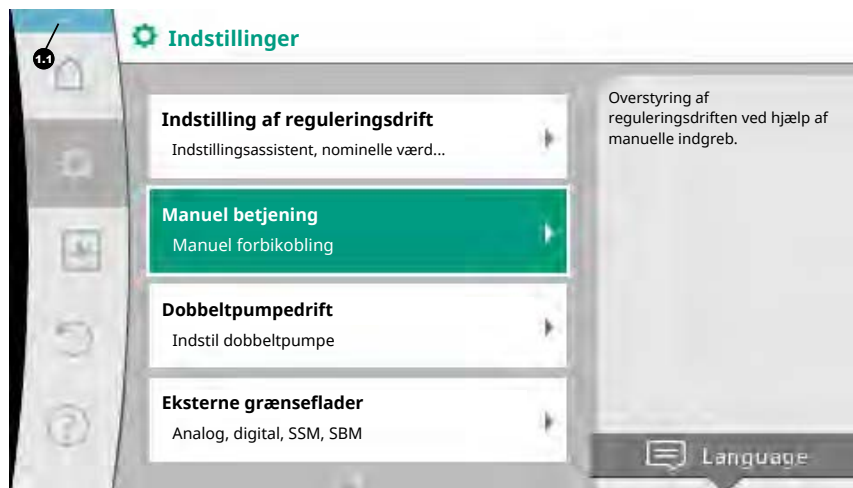 Indstillinger
1.1
Indstilling af reguleringsdrift
Indstillingsassistent, nominelle værd...
Manuel betjening
Manuel forbikobling
Dobbeltpumpedrift
Indstil dobbeltpumpe
Eksterne grænseflader
Analog, digital, SSM, SBM
Overstyring af
reguleringsdriften ved hjælp af
manuelle indgreb.
Language